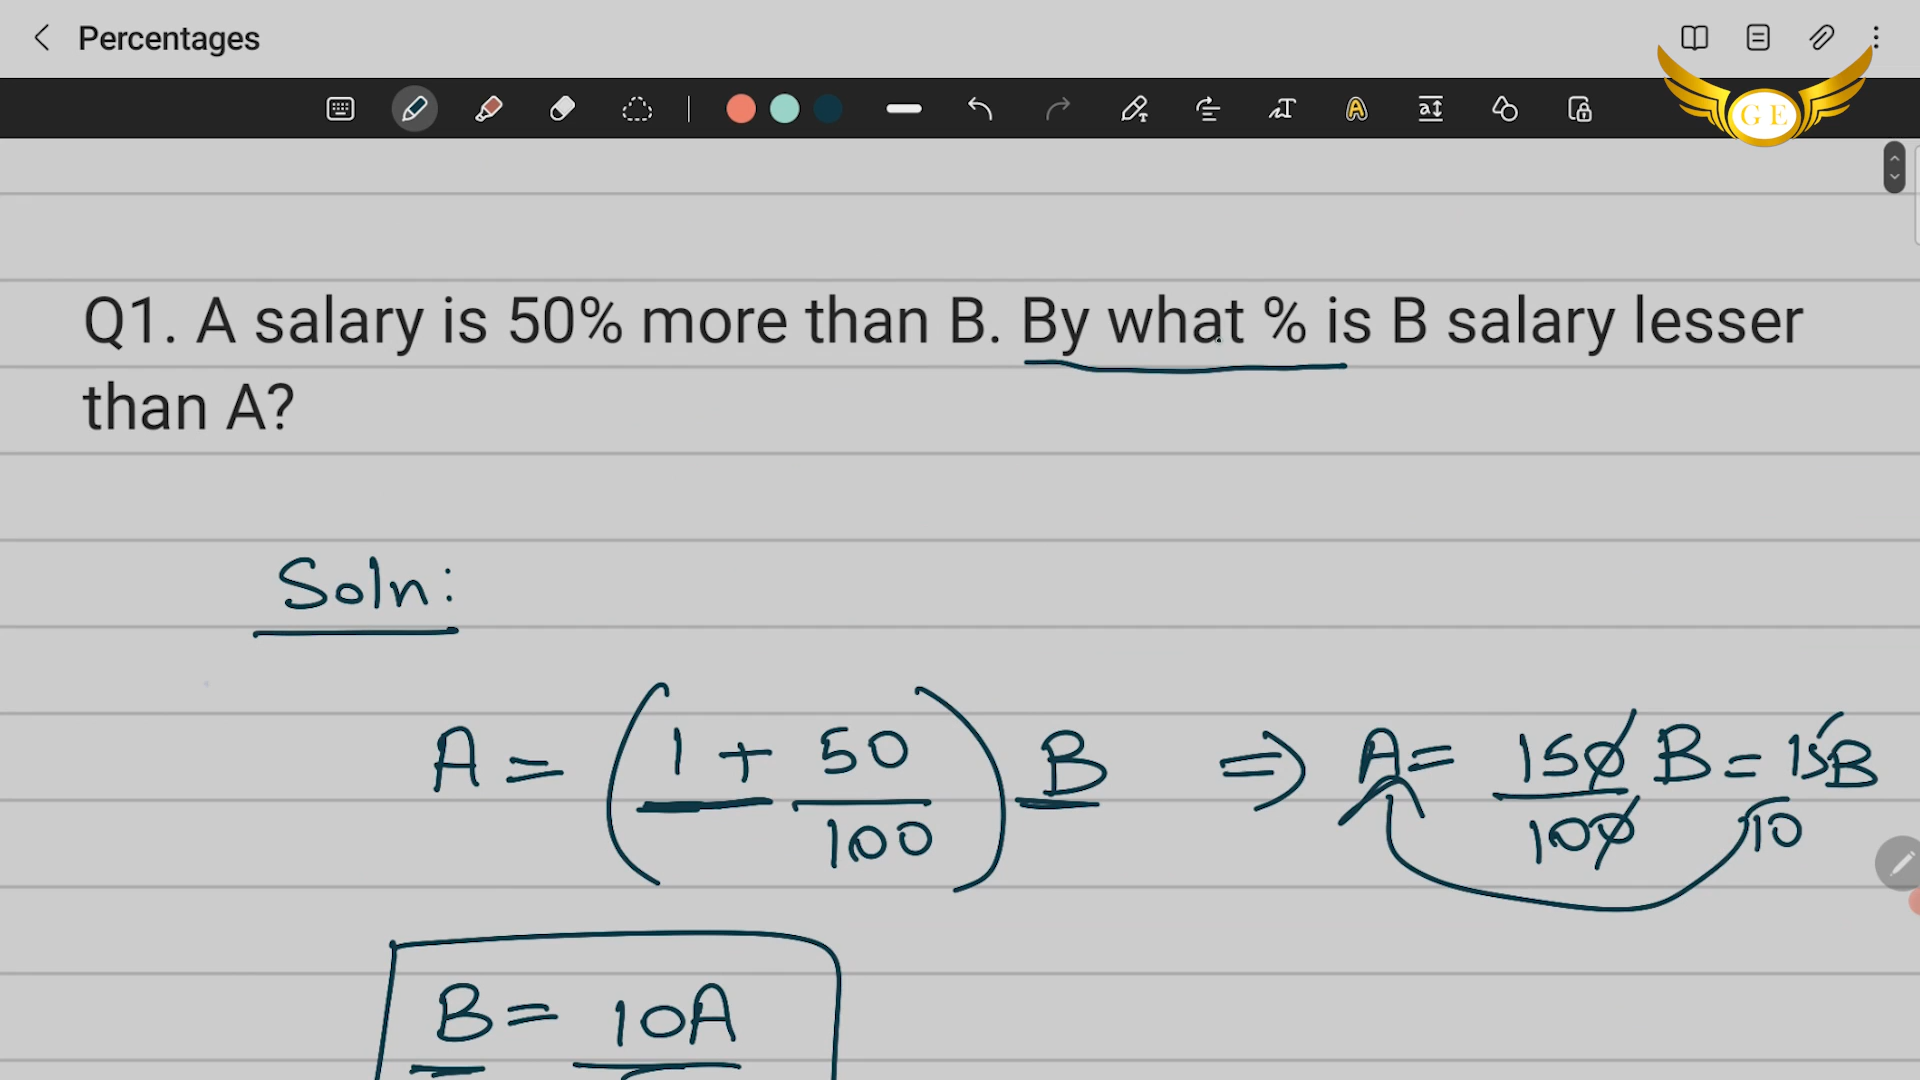 Percentages
G E
Q1. A salary is 50% more than B. By what % is B salary lesser
than A?
Soln:
A = (1 + 50/100) B ⇒ A = 150/100 B = 15B/10
B = 10A